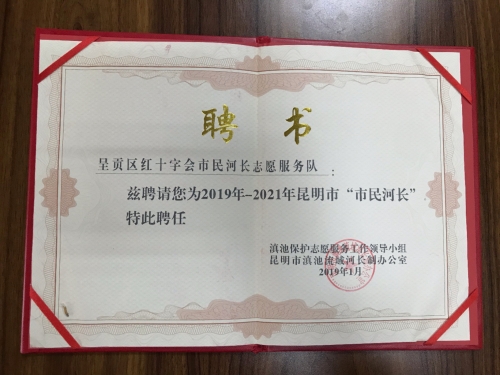 聘书
呈贡区红十字会市民河长志愿服务队：
兹聘请您为2019年-2021年昆明市“市民河长”
特此聘任
滇池保护志愿服务工作领导小组
昆明市滇池流域河长制办公室
2019年1月